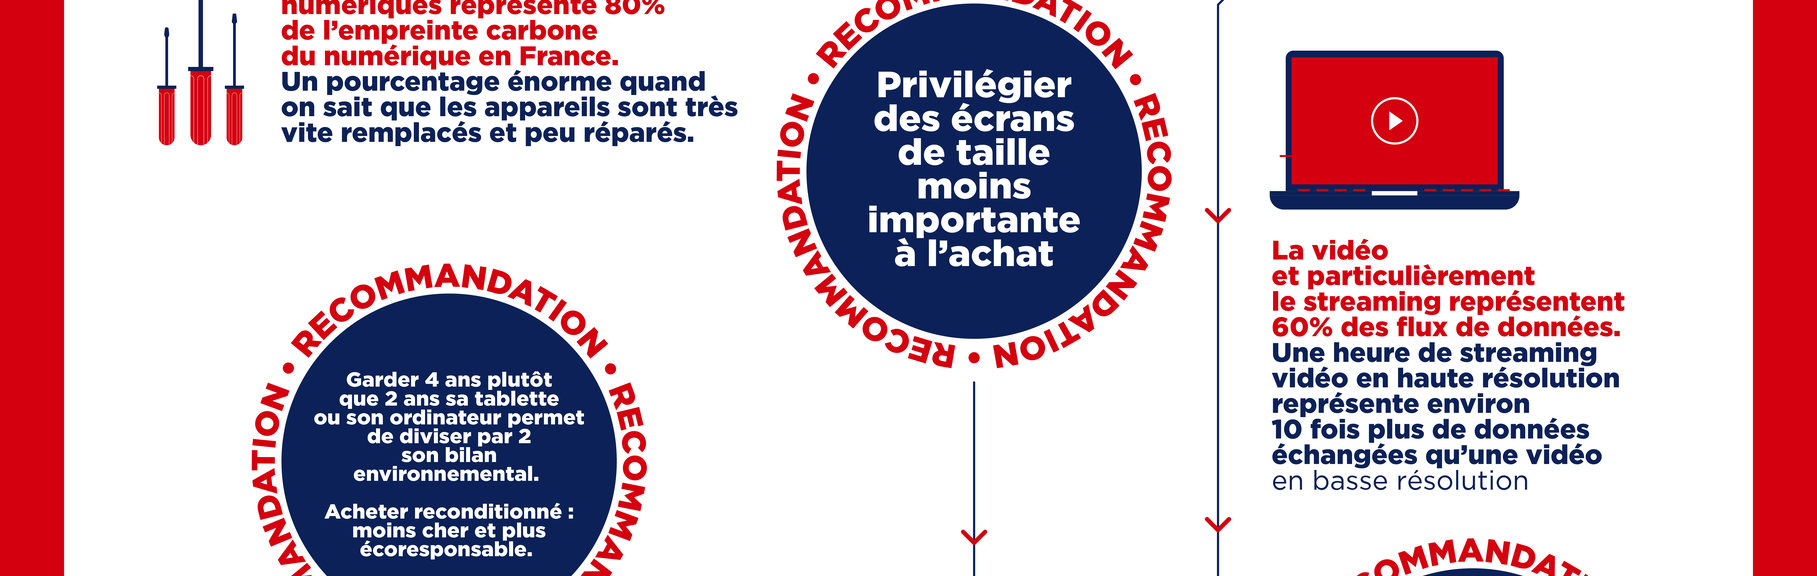 numériques représente 80%
de l’empreinte carbone
du numérique en France.
Un pourcentage énorme quand
on sait que les appareils sont très
vite remplacés et peu réparés.
RECOMMANDATION • RECOMMANDATION • RECOMMANDATION •
Garder 4 ans plutôt
que 2 ans sa tablette
ou son ordinateur permet
de diviser par 2
son bilan
environnemental.
Acheter reconditionné :
moins cher et plus
écoresponsable.
RECOMMANDATION • RECOMMANDATION • RECOMMANDATION •
Privilégier
des écrans
de taille
moins
importante
à l’achat
La vidéo
et particulièrement
le streaming représentent
60% des flux de données.
Une heure de streaming
vidéo en haute résolution
représente environ
10 fois plus de données
échangées qu’une vidéo
en basse résolution
COMMANDAT